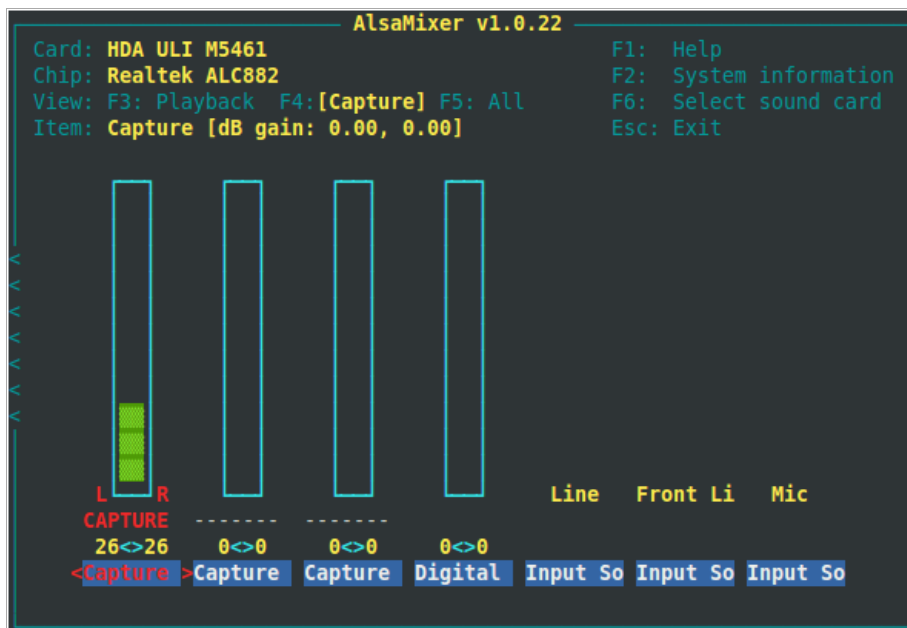 AlsaMixer v1.0.22
Card: HDA ULI M5461 F1: Help
Chip: Realtek ALC882 F2: System information
View: F3: Playback F4:[Capture] F5: All F6: Select sound card
Item: Capture [dB gain: 0.00, 0.00] Esc: Exit
<
<
<
<
<
<
<
L R Line Front Li Mic
CAPTURE ------- -------
26<>26 0<>0 0<>0 0<>0
<Capture >Capture Capture Digital Input So Input So Input So